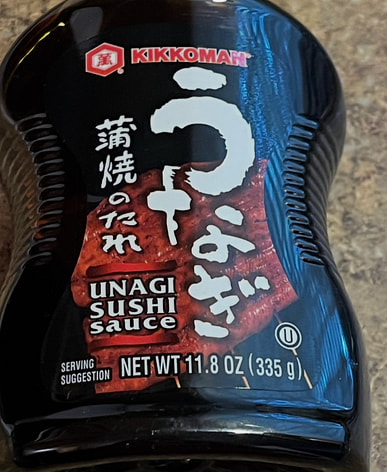 萬
KIKKOMAN
うなぎ
蒲焼のたれ
UNAGI
SUSHI
sauce
U
SERVING
SUGGESTION
NET WT 11.8 OZ (335 g)